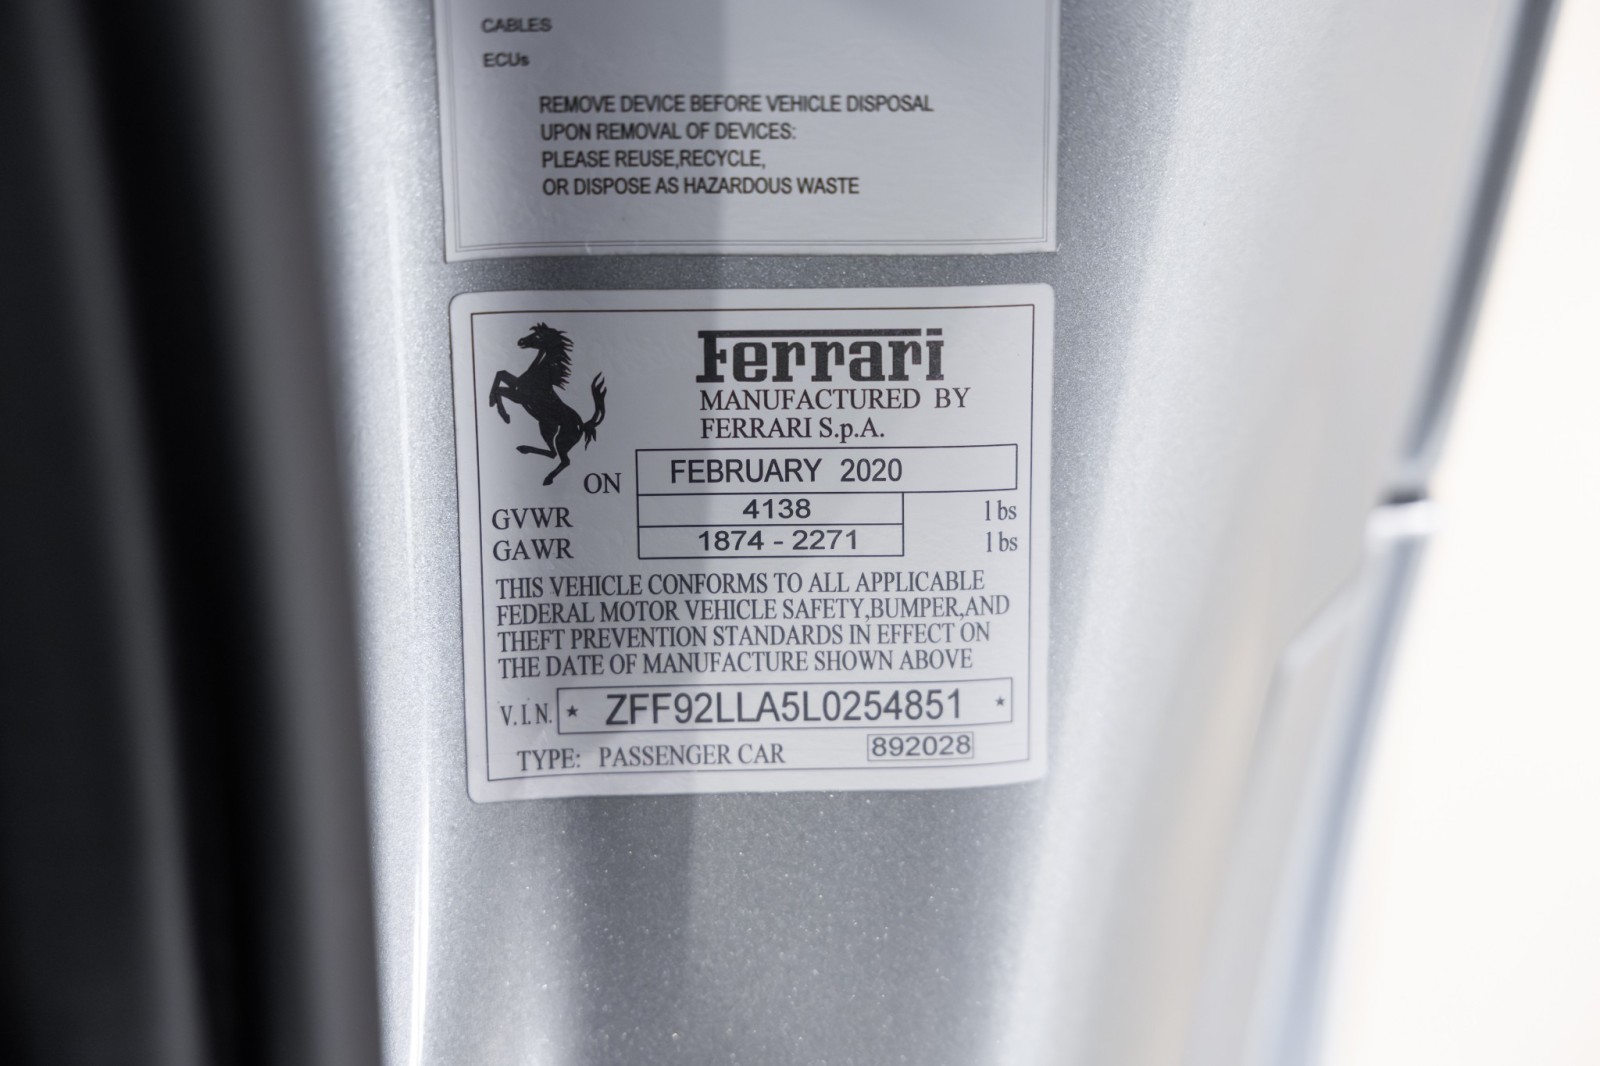 CABLES
ECUs
REMOVE DEVICE BEFORE VEHICLE DISPOSAL
UPON REMOVAL OF DEVICES:
PLEASE REUSE,RECYCLE,
OR DISPOSE AS HAZARDOUS WASTE
Ferrari
MANUFACTURED BY
FERRARI S.p.A.
ON FEBRUARY 2020
GVWR 4138 lbs
GAWR 1874 - 2271 lbs
THIS VEHICLE CONFORMS TO ALL APPLICABLE
FEDERAL MOTOR VEHICLE SAFETY,BUMPER,AND
THEFT PREVENTION STANDARDS IN EFFECT ON
THE DATE OF MANUFACTURE SHOWN ABOVE
V.I.N. * ZFF92LLA5L0254851 *
TYPE: PASSENGER CAR 892028